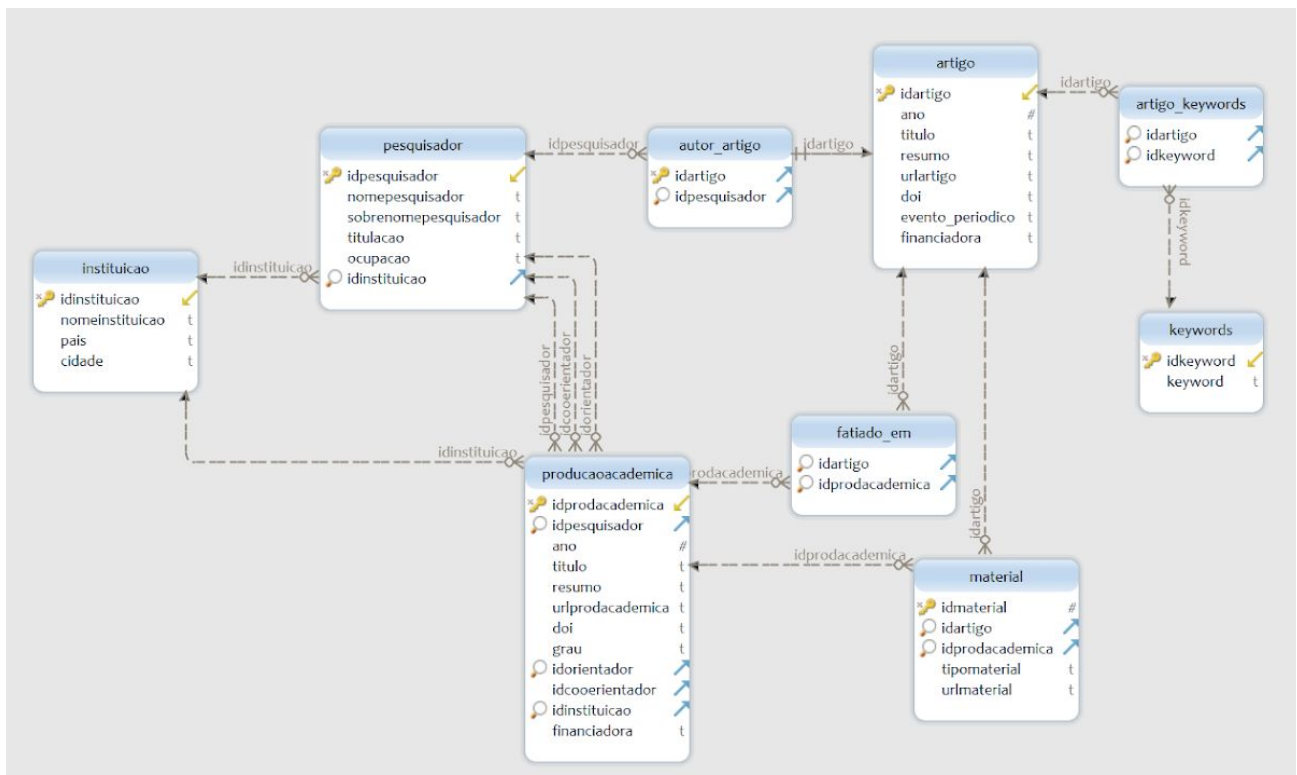 artigo
idartigo
ano #
titulo t
resumo t
urlartigo t
doi t
evento_periodico t
financiadora t
idartigo
artigo_keywords
idartigo
idkeyword
idkeyword
keywords
idkeyword
keyword t
pesquisador
idpesquisador
nomepesquisador t
sobrenomepesquisador t
titulacao t
ocupacao t
idinstituicao
idpesquisador
autor_artigo
idartigo
idpesquisador
idartigo
instituicao
idinstituicao
nomeinstituicao t
pais t
cidade t
idinstituicao
idpesquisador
idcooerientador
idorientador
idinstituicao
producaoacademica
idprodacademica
idpesquisador
ano #
titulo t
resumo t
urlprodacademica t
doi t
grau t
idorientador
idcooerientador
idinstituicao
financiadora t
rodacademica
idartigo
fatiado_em
idartigo
idprodacademica
idprodacademica
idartigo
material
idmaterial #
idartigo
idprodacademica
tipomaterial t
urlmaterial t